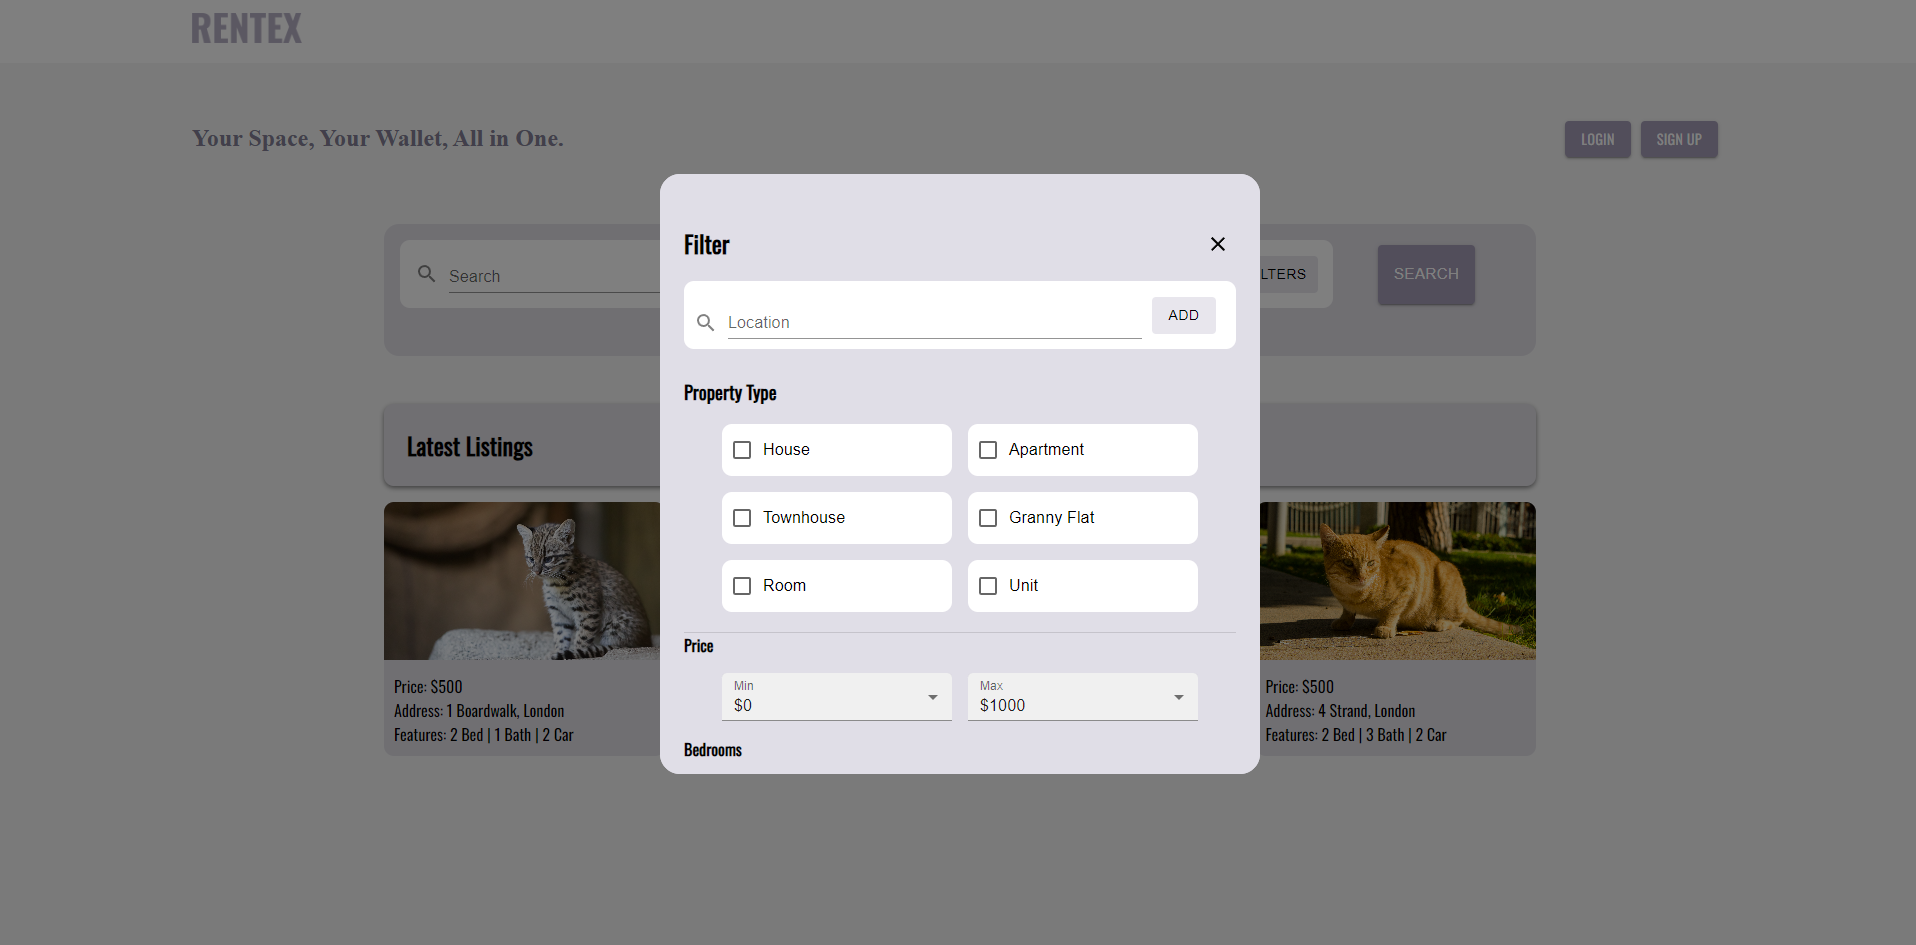 RENTEX
Your Space, Your Wallet, All in One.
LOGIN
SIGN UP
Search
LTERS
SEARCH
Latest Listings
Price: $500
Address: 1 Boardwalk, London
Features: 2 Bed | 1 Bath | 2 Car
Price: $500
Address: 4 Strand, London
Features: 2 Bed | 3 Bath | 2 Car
Filter
Location
ADD
Property Type
House
Apartment
Townhouse
Granny Flat
Room
Unit
Price
Min
$0
Max
$1000
Bedrooms